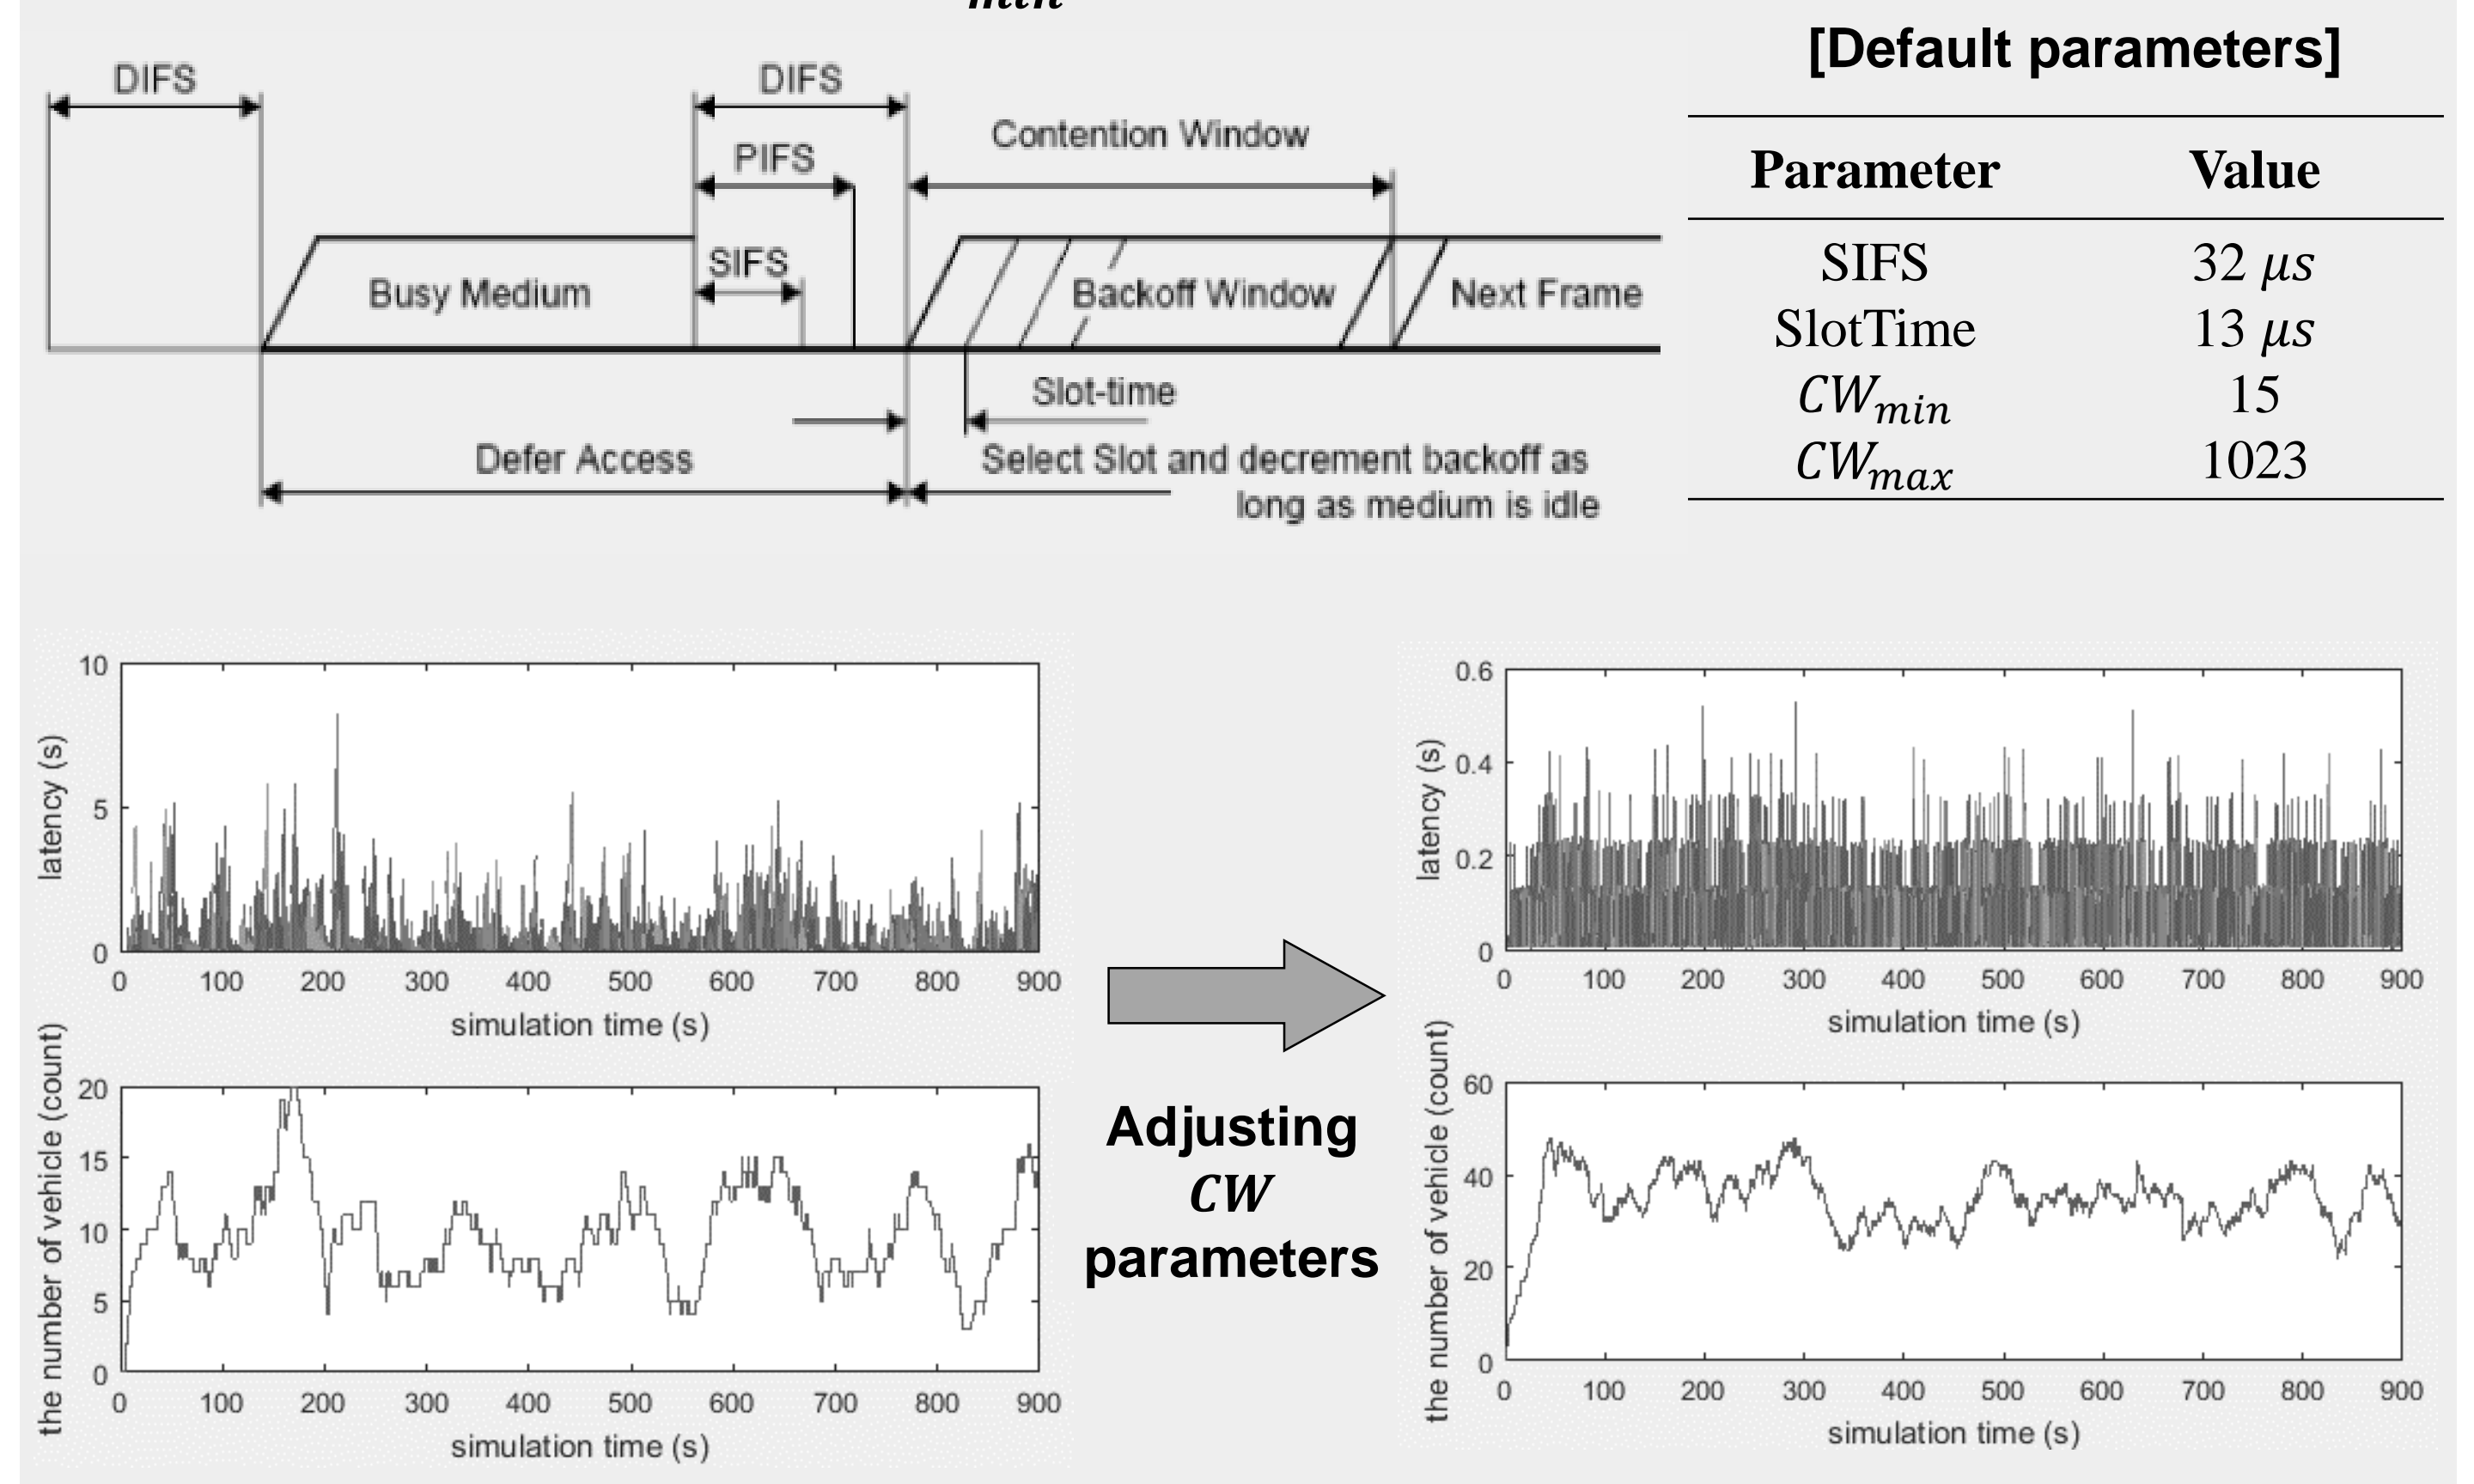 min
DIFS
DIFS
PIFS
SIFS
Contention Window
Busy Medium
Backoff Window
Next Frame
Slot-time
Defer Access
Select Slot and decrement backoff as
long as medium is idle
[Default parameters]
Parameter Value
SIFS 32 μs
SlotTime 13 μs
CWmin 15
CWmax 1023
latency (s)
10
5
0
0 100 200 300 400 500 600 700 800 900
simulation time (s)
the number of vehicle (count)
20
15
10
5
0
0 100 200 300 400 500 600 700 800 900
simulation time (s)
Adjusting
CW
parameters
latency (s)
0.6
0.4
0.2
0
0 100 200 300 400 500 600 700 800 900
simulation time (s)
the number of vehicle (count)
60
40
20
0
0 100 200 300 400 500 600 700 800 900
simulation time (s)